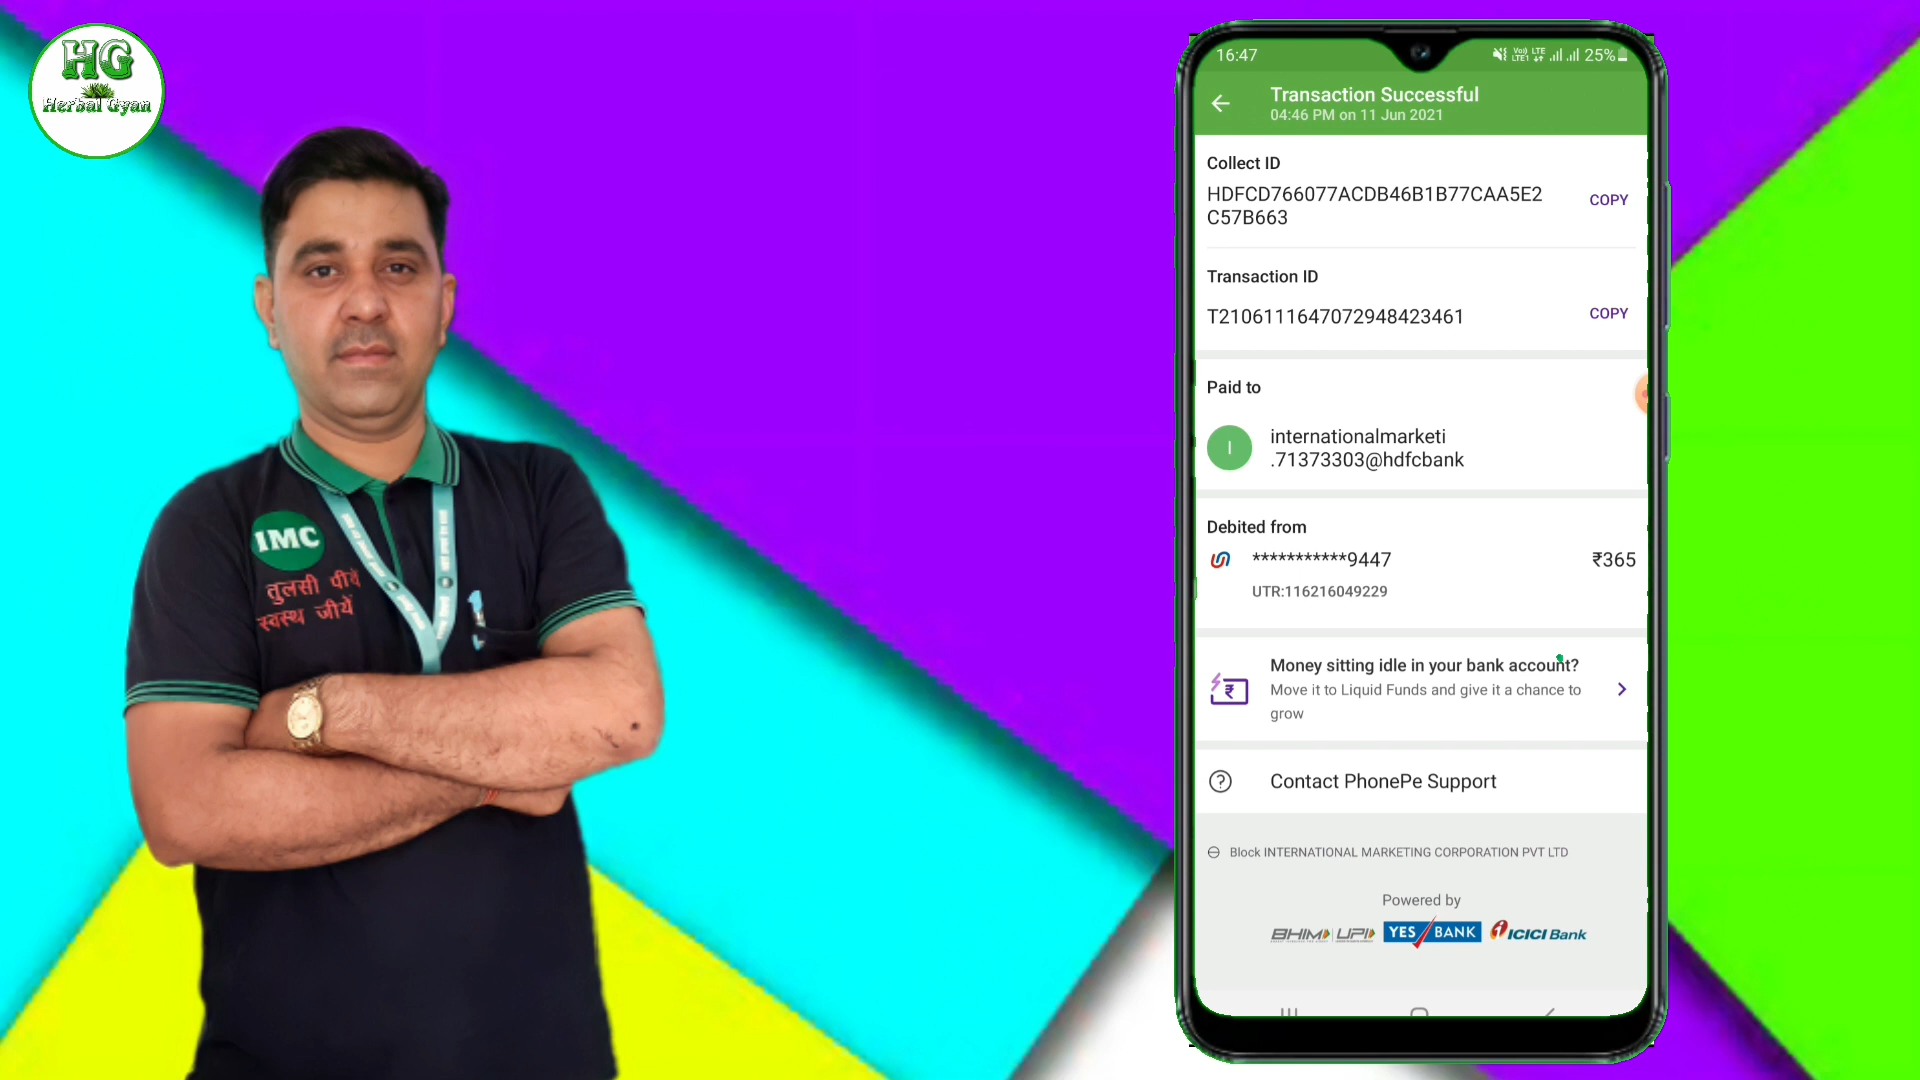 HG
Herbal Gyan
IMC
तुलसी पीयें
स्वस्थ जीयें
16:47
Vo)) LTE
LTE1
25%
Transaction Successful
04:46 PM on 11 Jun 2021
Collect ID
HDFCD766077ACDB46B1B77CAA5E2
C57B663
COPY
Transaction ID
T2106111647072948423461
COPY
Paid to
I
internationalmarketi
.71373303@hdfcbank
Debited from
***********9447
₹365
UTR:116216049229
Money sitting idle in your bank account?
Move it to Liquid Funds and give it a chance to
grow
₹
Contact PhonePe Support
Block INTERNATIONAL MARKETING CORPORATION PVT LTD
Powered by
BHIM UPI YES BANK ICICI Bank